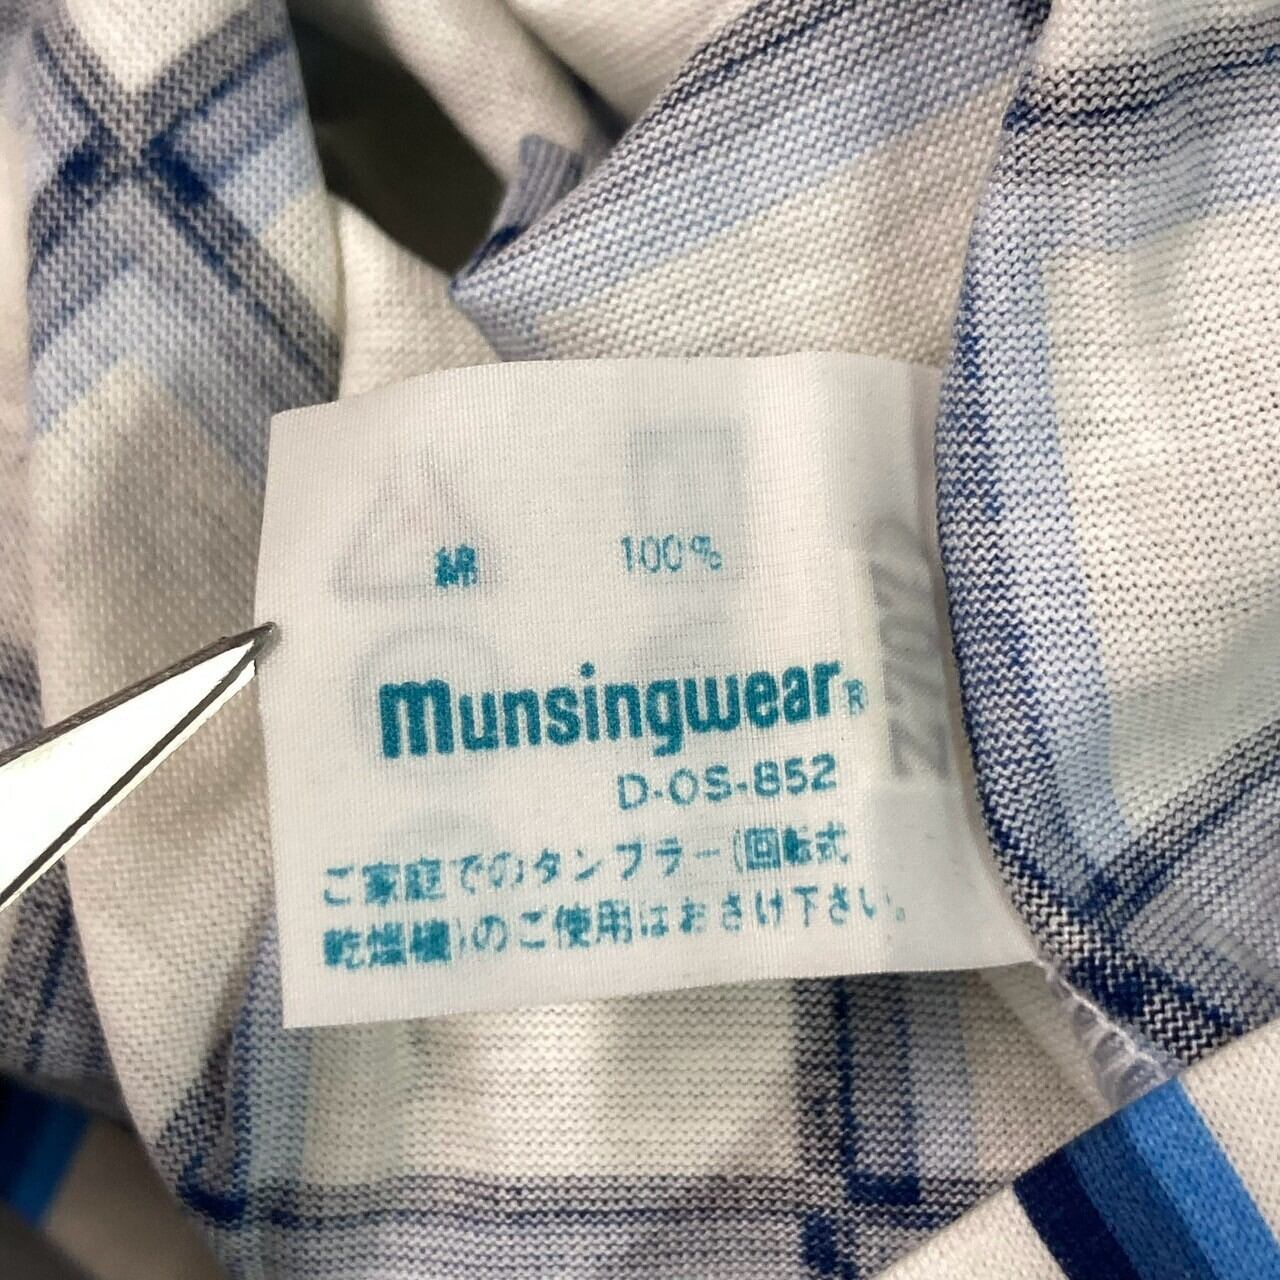 綿 100%
munsingwear®
D-OS-852
ご家庭でのタンブラー(回転式
乾燥機)のご使用はおさけ下さい。